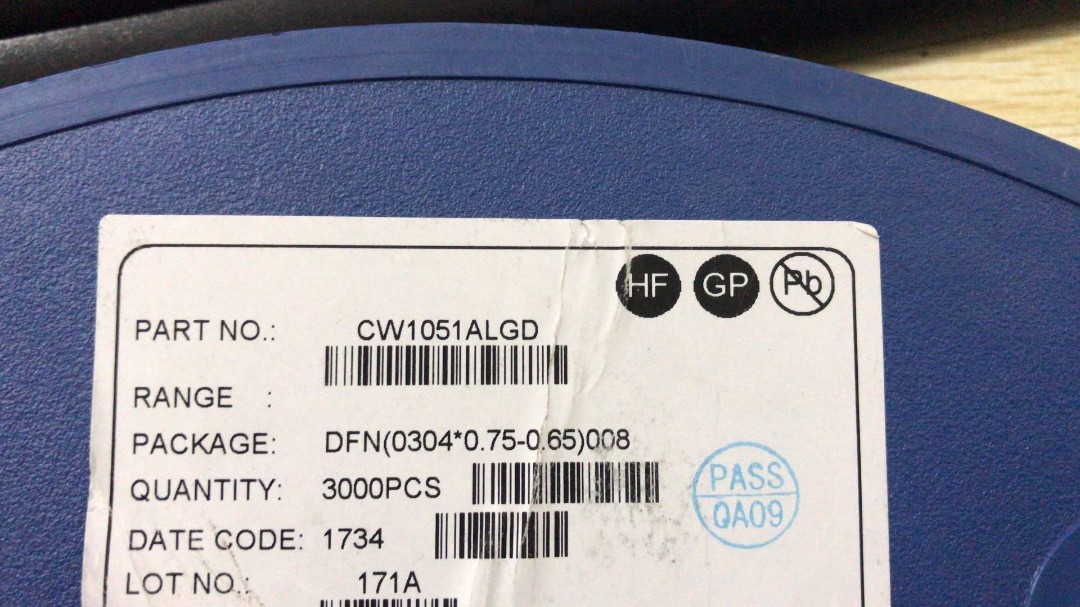 HF GP Pb
PART NO.: CW1051ALGD
RANGE :
PACKAGE: DFN(0304*0.75-0.65)008
QUANTITY: 3000PCS
PASS
QA09
DATE CODE: 1734
LOT NO.: 171A